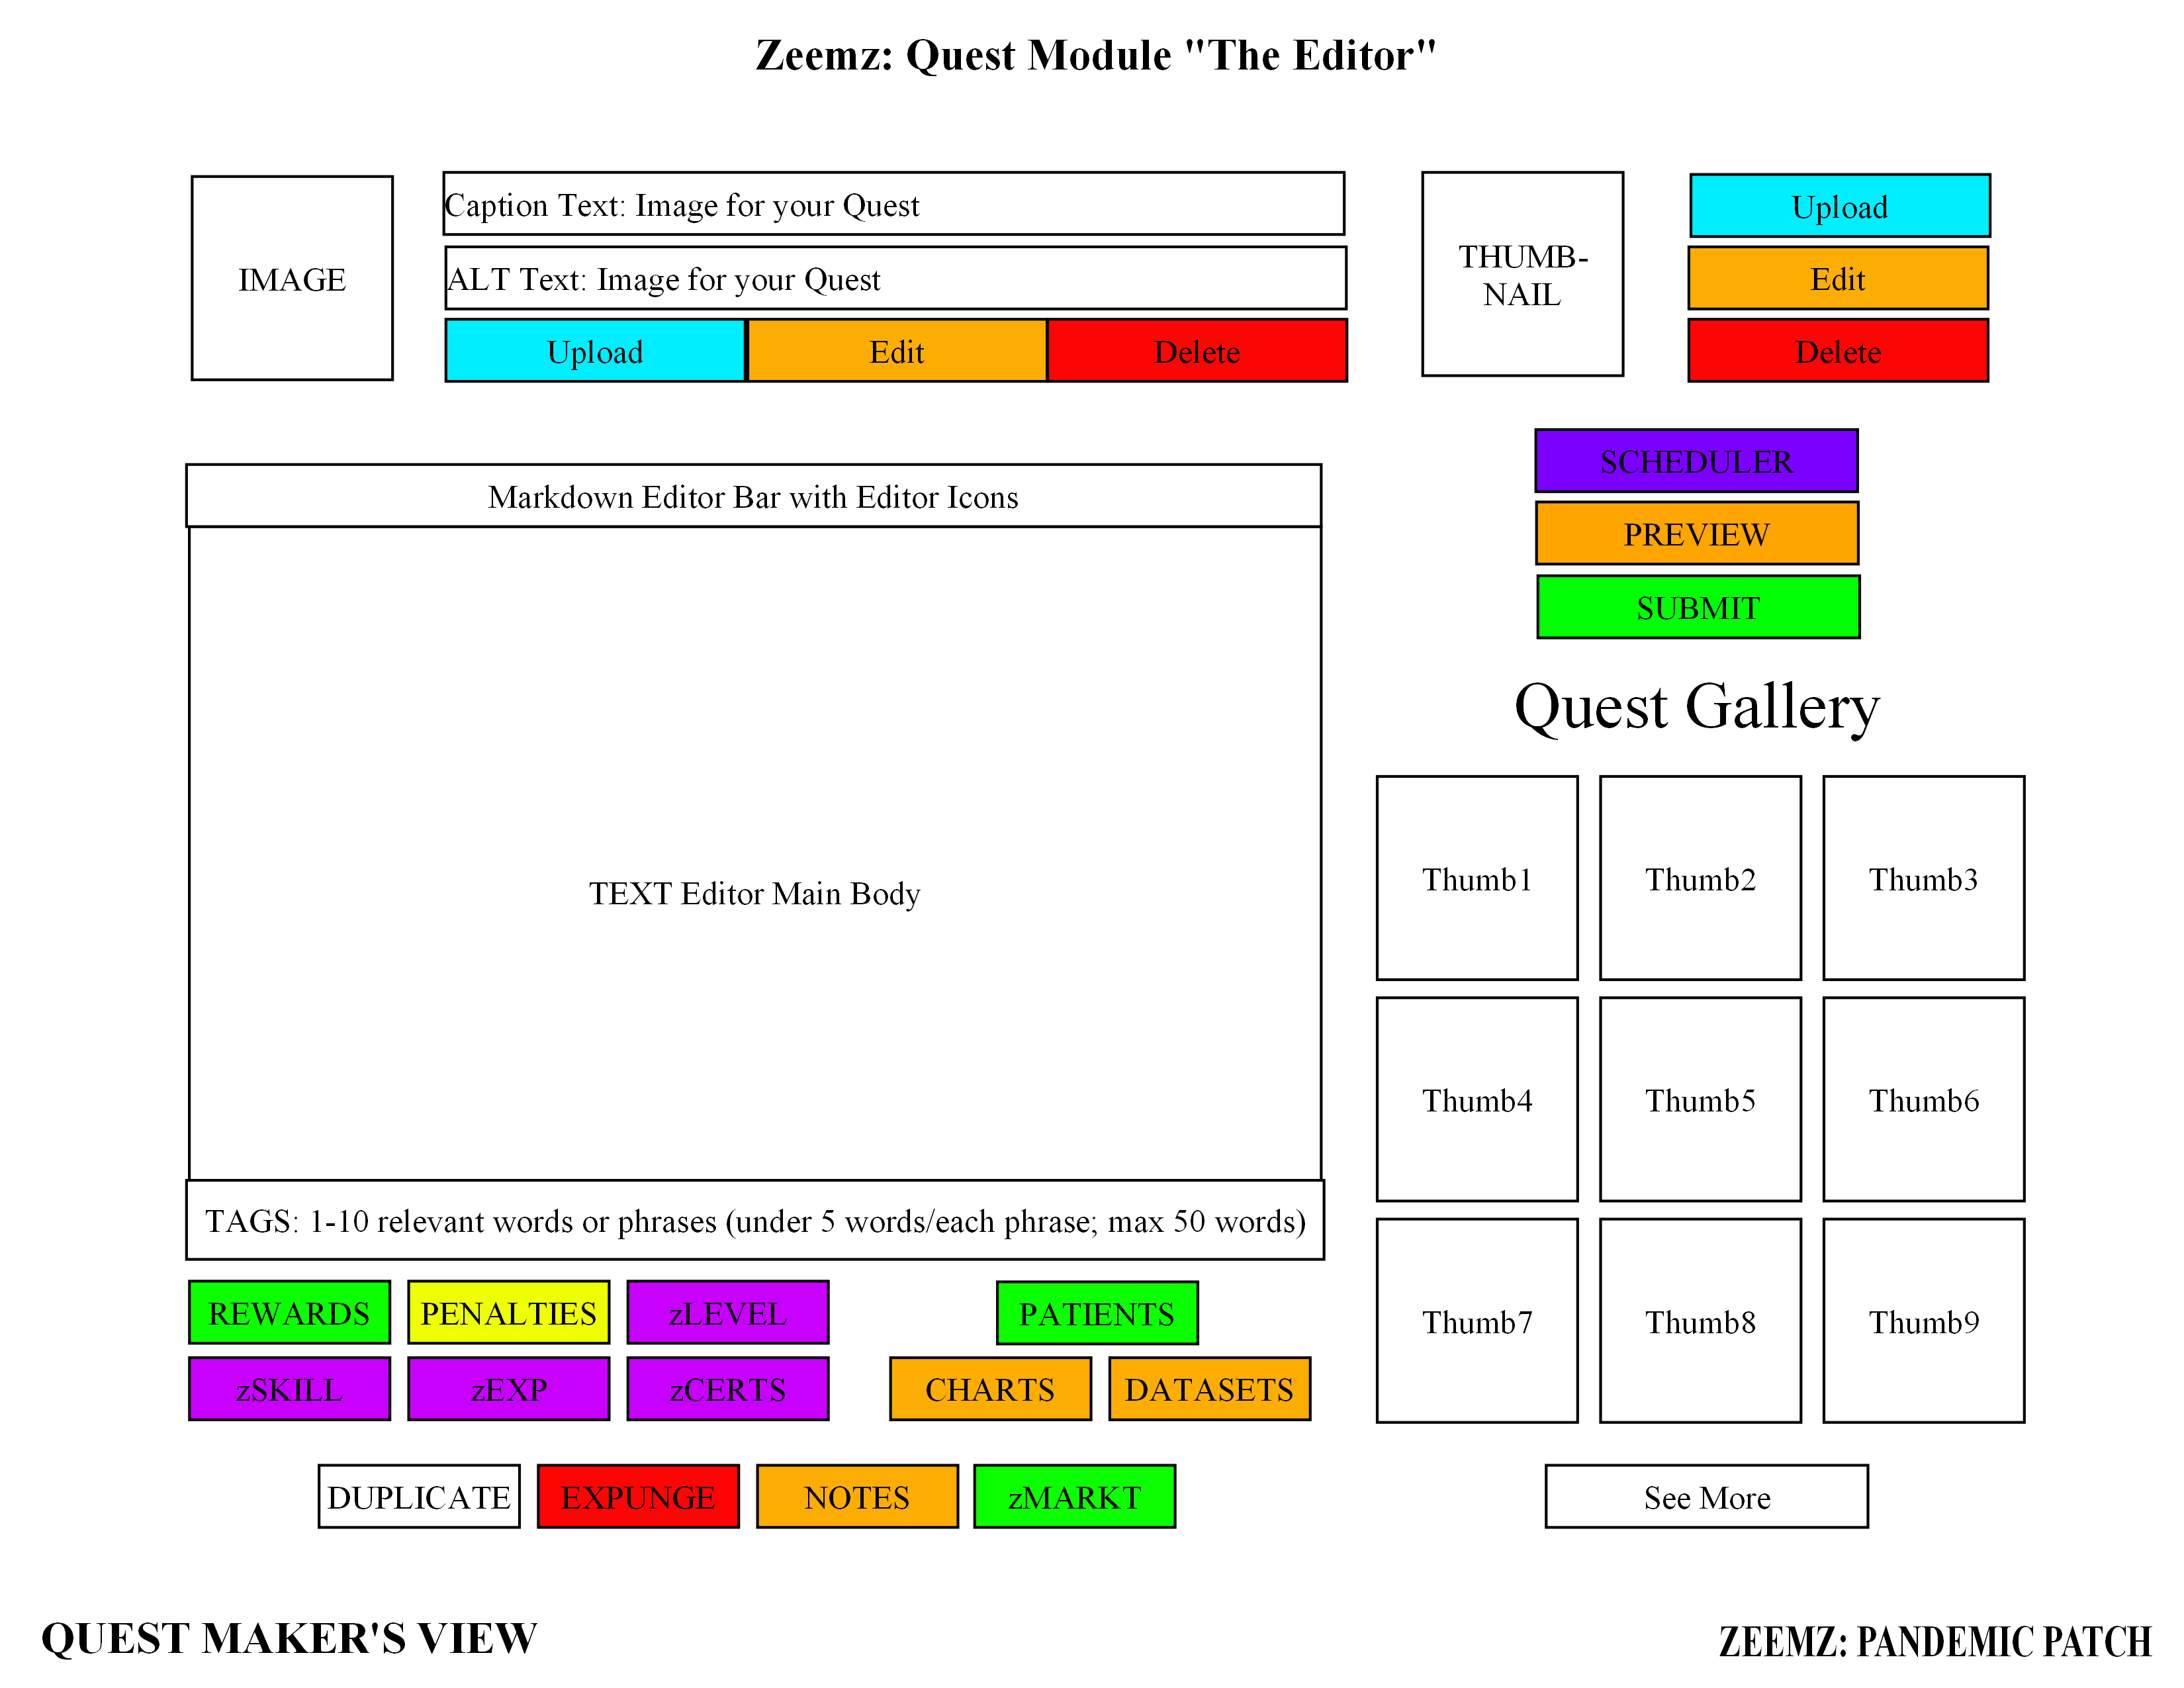 Zeemz: Quest Module "The Editor"
IMAGE
Caption Text: Image for your Quest
ALT Text: Image for your Quest
Upload
Edit
Delete
THUMB-
NAIL
Upload
Edit
Delete
SCHEDULER
PREVIEW
SUBMIT
Markdown Editor Bar with Editor Icons
TEXT Editor Main Body
TAGS: 1-10 relevant words or phrases (under 5 words/each phrase; max 50 words)
Quest Gallery
Thumb1
Thumb2
Thumb3
Thumb4
Thumb5
Thumb6
Thumb7
Thumb8
Thumb9
See More
REWARDS
PENALTIES
zLEVEL
PATIENTS
zSKILL
zEXP
zCERTS
CHARTS
DATASETS
DUPLICATE
EXPUNGE
NOTES
zMARKT
QUEST MAKER'S VIEW
ZEEMZ: PANDEMIC PATCH